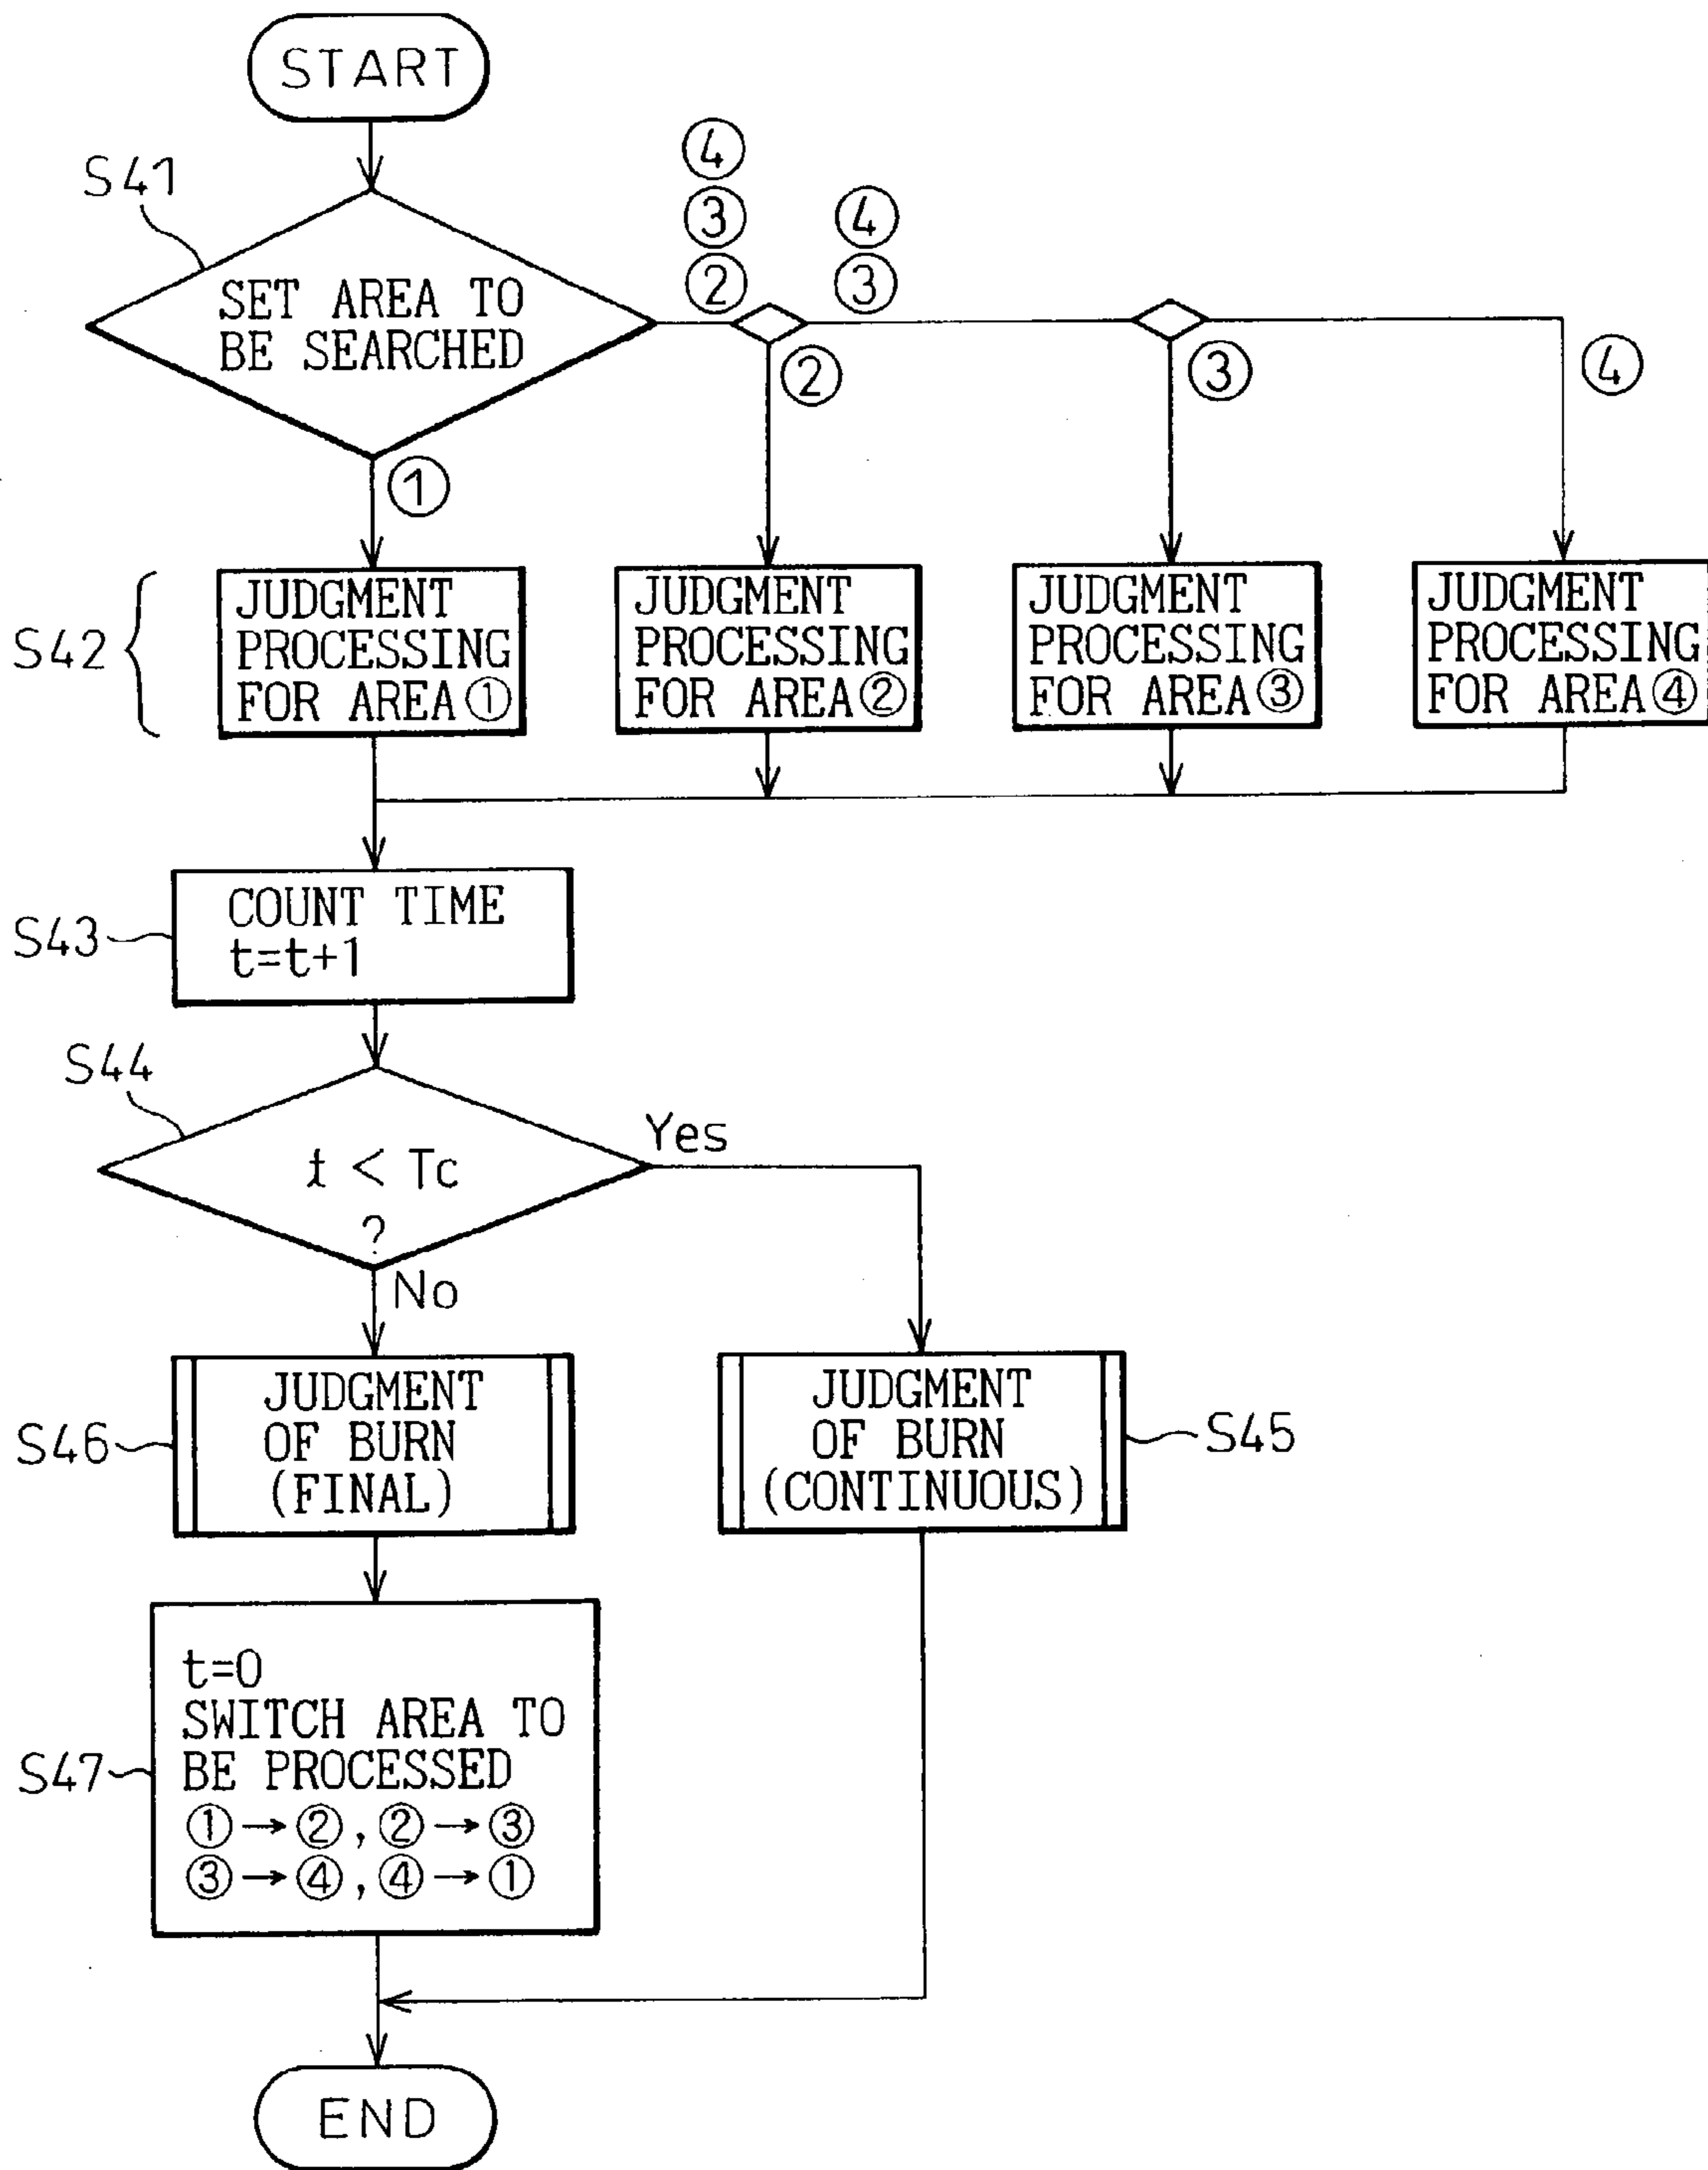 START
S41
④
③
②
④
③
SET AREA TO
BE SEARCHED
②
③
④
①
S42
JUDGMENT
PROCESSING
FOR AREA①
JUDGMENT
PROCESSING
FOR AREA②
JUDGMENT
PROCESSING
FOR AREA③
JUDGMENT
PROCESSING
FOR AREA④
S43
COUNT TIME
t=t+1
S44
t < Tc
?
Yes
No
S46
JUDGMENT
OF BURN
(FINAL)
JUDGMENT
OF BURN
(CONTINUOUS)
S45
S47
t=0
SWITCH AREA TO
BE PROCESSED
①→②,②→③
③→④,④→①
END